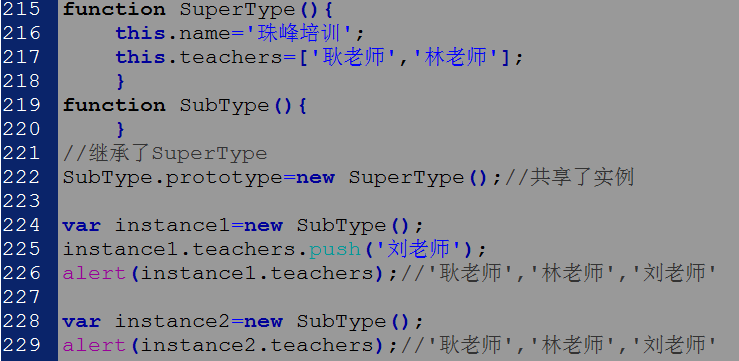 215 function SuperType(){
216     this.name='珠峰培训';
217     this.teachers=['耿老师','林老师'];
218     }
219 function SubType(){
220     }
221 //继承了SuperType
222 SubType.prototype=new SuperType();//共享了实例
223
224 var instance1=new SubType();
225 instance1.teachers.push('刘老师');
226 alert(instance1.teachers);//'耿老师','林老师','刘老师'
227
228 var instance2=new SubType();
229 alert(instance2.teachers);//'耿老师','林老师','刘老师'